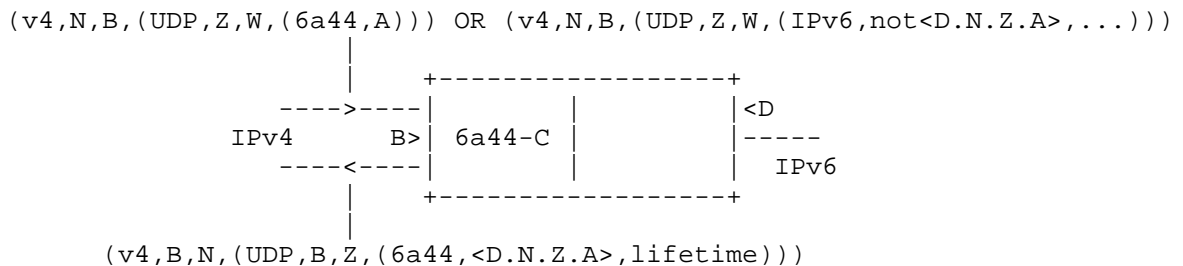 (v4,N,B,(UDP,Z,W,(6a44,A))) OR (v4,N,B,(UDP,Z,W,(IPv6,not<D.N.Z.A>,...)))
<D
IPv4 B> 6a44-C
IPv6
(v4,B,N,(UDP,B,Z,(6a44,<D.N.Z.A>,lifetime)))